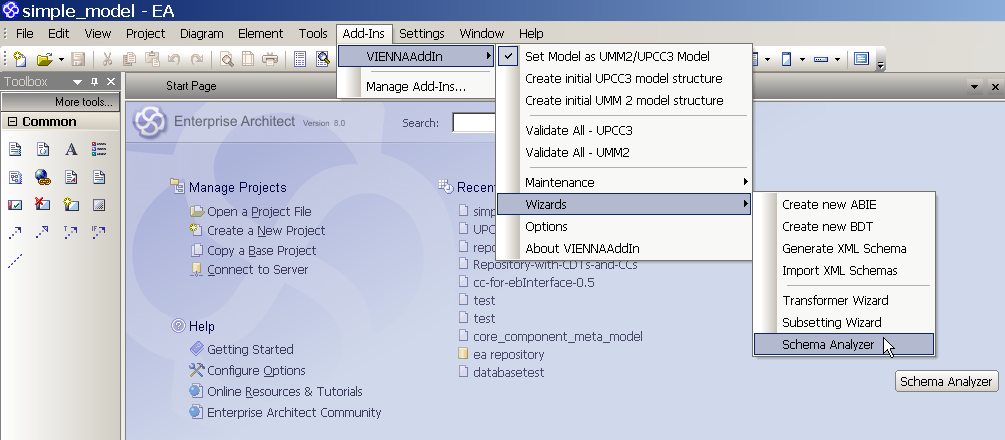 simple_model - EA
File Edit View Project Diagram Element Tools Add-Ins Settings Window Help
Toolbox
More tools...
Common
Start Page
Enterprise Architect Version 8.0
Search:
Manage Projects
Open a Project File
Create a New Project
Copy a Base Project
Connect to Server
Help
Getting Started
Configure Options
Online Resources & Tutorials
Enterprise Architect Community
Recen
simp
UPC
repo
Repository-with-CDTs-and-CCs
cc-for-ebInterface-0.5
test
test
core_component_meta_model
ea repository
databasetest
VIENNAAddIn
Manage Add-Ins...
Set Model as UMM2/UPCC3 Model
Create initial UPCC3 model structure
Create initial UMM 2 model structure
Validate All - UPCC3
Validate All - UMM2
Maintenance
Wizards
Options
About VIENNAAddIn
Create new ABIE
Create new BDT
Generate XML Schema
Import XML Schemas
Transformer Wizard
Subsetting Wizard
Schema Analyzer
Schema Analyzer